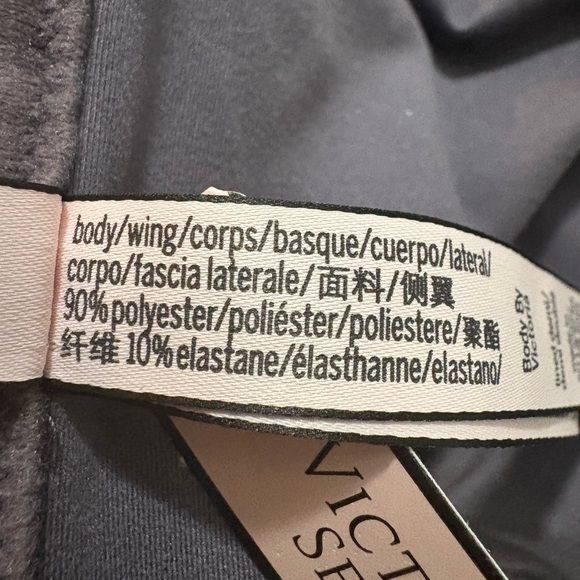 body/wing/corps/basque/cuerpo/lateral/
corpo/fascia laterale/面料/侧翼
90%polyester/poliéster/poliestere/聚酯
纤维 10%elastane/élasthanne/elastano/
Body By
Victoria
VICT
SE